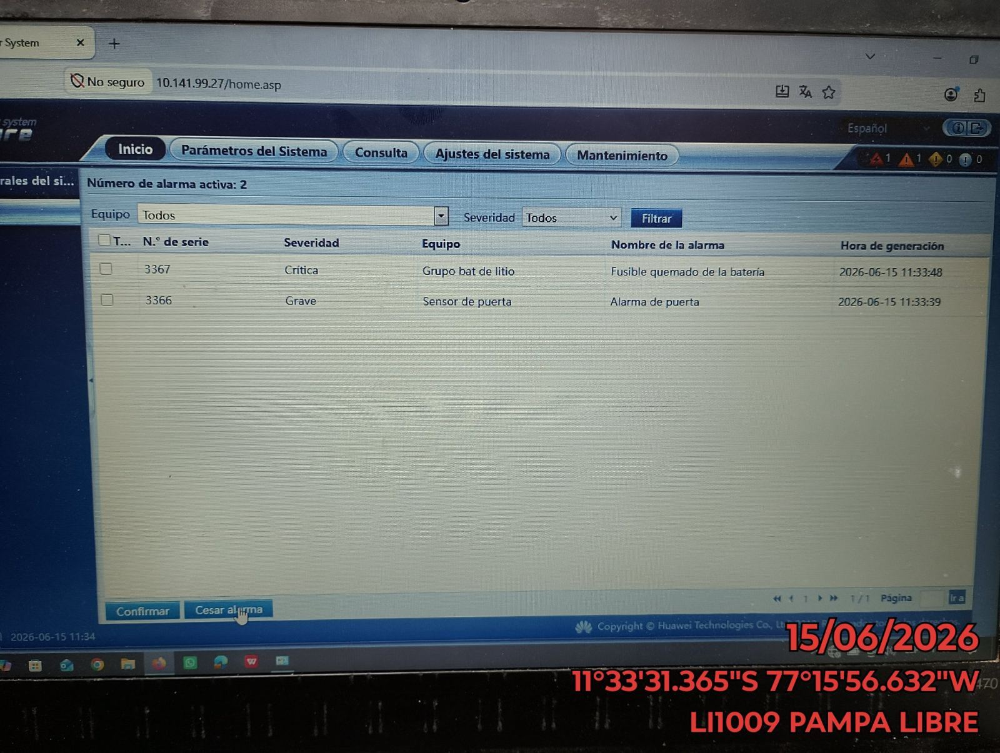 r System
No seguro 10.141.99.27/home.asp
system
Español
Inicio Parámetros del Sistema Consulta Ajustes del sistema Mantenimiento
1 1 0 0
rales del si...
Número de alarma activa: 2
Equipo Todos Severidad Todos Filtrar
T... N.º de serie Severidad Equipo Nombre de la alarma Hora de generación
3367 Crítica Grupo bat de litio Fusible quemado de la batería 2026-06-15 11:33:48
3366 Grave Sensor de puerta Alarma de puerta 2026-06-15 11:33:39
1 1/1 Página Ir a
Confirmar Cesar alarma
Copyright © Huawei Technologies Co.,
2026-06-15 11:34
15/06/2026
11°33'31.365"S 77°15'56.632"W
470
LI1009 PAMPA LIBRE